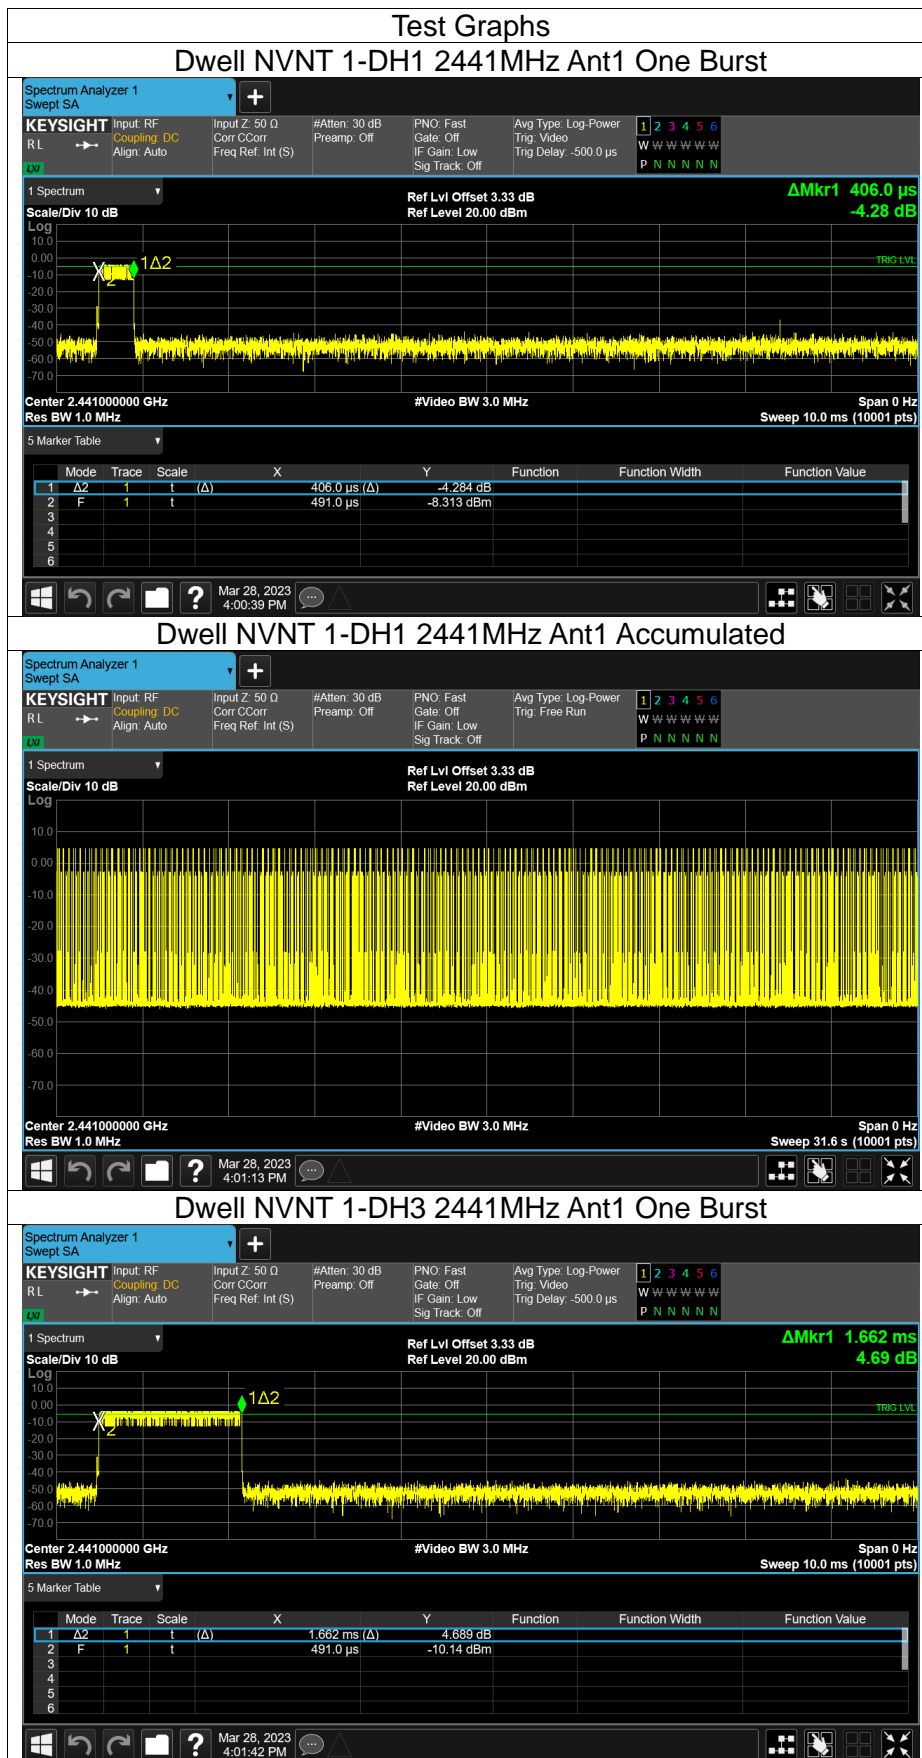 Test Graphs
Dwell NVNT 1-DH1 2441MHz Ant1 One Burst
Spectrum Analyzer 1
Swept SA
+
KEYSIGHT Input: RF Input Z: 50 Ω #Atten: 30 dB PNO: Fast Avg Type: Log-Power 1 2 3 4 5 6
RL Coupling: DC Corr CCorr Preamp: Off Gate: Off Trig: Video W W W W W W
Align: Auto Freq Ref: Int (S) IF Gain: Low Trig Delay: -500.0 µs
LXI Sig Track: Off P N N N N N
1 Spectrum Ref Lvl Offset 3.33 dB ΔMkr1 406.0 µs
Scale/Div 10 dB Ref Level 20.00 dBm -4.28 dB
Log
10.0
0.00 1Δ2 TRIG LVL
-10.0 X 2
-20.0
-30.0
-40.0
-50.0
-60.0
-70.0
Center 2.441000000 GHz #Video BW 3.0 MHz Span 0 Hz
Res BW 1.0 MHz Sweep 10.0 ms (10001 pts)
5 Marker Table
Mode Trace Scale X Y Function Function Width Function Value
1 Δ2 1 t (Δ) 406.0 µs (Δ) -4.284 dB
2 F 1 t 491.0 µs -8.313 dBm
3
4
5
6
? Mar 28, 2023
4:00:39 PM
Dwell NVNT 1-DH1 2441MHz Ant1 Accumulated
Spectrum Analyzer 1
Swept SA
+
KEYSIGHT Input: RF Input Z: 50 Ω #Atten: 30 dB PNO: Fast Avg Type: Log-Power 1 2 3 4 5 6
RL Coupling: DC Corr CCorr Preamp: Off Gate: Off Trig: Free Run W W W W W W
Align: Auto Freq Ref: Int (S) IF Gain: Low
LXI Sig Track: Off P N N N N N
1 Spectrum Ref Lvl Offset 3.33 dB
Scale/Div 10 dB Ref Level 20.00 dBm
Log
10.0
0.00
-10.0
-20.0
-30.0
-40.0
-50.0
-60.0
-70.0
Center 2.441000000 GHz #Video BW 3.0 MHz Span 0 Hz
Res BW 1.0 MHz Sweep 31.6 s (10001 pts)
? Mar 28, 2023
4:01:13 PM
Dwell NVNT 1-DH3 2441MHz Ant1 One Burst
Spectrum Analyzer 1
Swept SA
+
KEYSIGHT Input: RF Input Z: 50 Ω #Atten: 30 dB PNO: Fast Avg Type: Log-Power 1 2 3 4 5 6
RL Coupling: DC Corr CCorr Preamp: Off Gate: Off Trig: Video W W W W W W
Align: Auto Freq Ref: Int (S) IF Gain: Low Trig Delay: -500.0 µs
LXI Sig Track: Off P N N N N N
1 Spectrum Ref Lvl Offset 3.33 dB ΔMkr1 1.662 ms
Scale/Div 10 dB Ref Level 20.00 dBm 4.69 dB
Log
10.0 1Δ2
0.00 TRIG LVL
-10.0 X 2
-20.0
-30.0
-40.0
-50.0
-60.0
-70.0
Center 2.441000000 GHz #Video BW 3.0 MHz Span 0 Hz
Res BW 1.0 MHz Sweep 10.0 ms (10001 pts)
5 Marker Table
Mode Trace Scale X Y Function Function Width Function Value
1 Δ2 1 t (Δ) 1.662 ms (Δ) 4.689 dB
2 F 1 t 491.0 µs -10.14 dBm
3
4
5
6
? Mar 28, 2023
4:01:42 PM